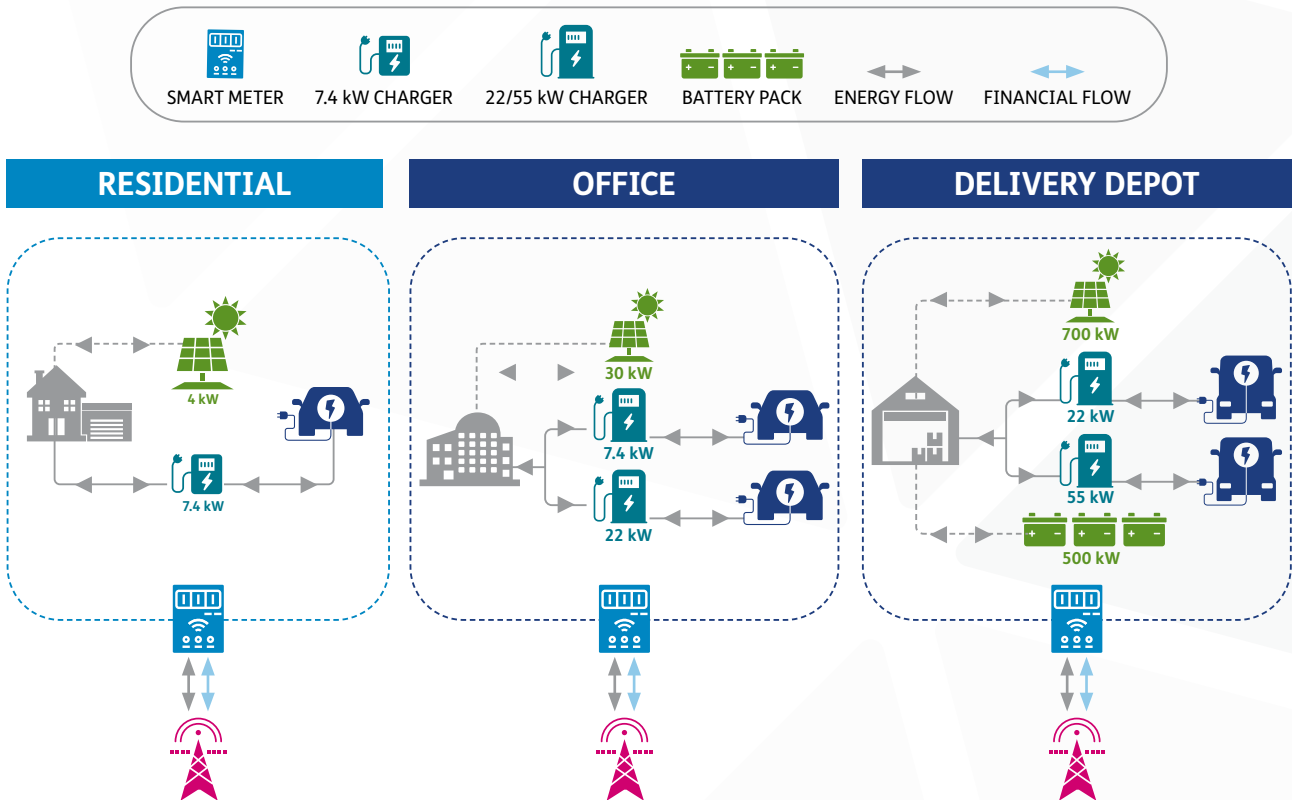 SMART METER
7.4 kW CHARGER
22/55 kW CHARGER
BATTERY PACK
ENERGY FLOW
FINANCIAL FLOW
RESIDENTIAL
4 kW
7.4 kW
OFFICE
30 kW
7.4 kW
22 kW
DELIVERY DEPOT
700 kW
22 kW
55 kW
500 kW